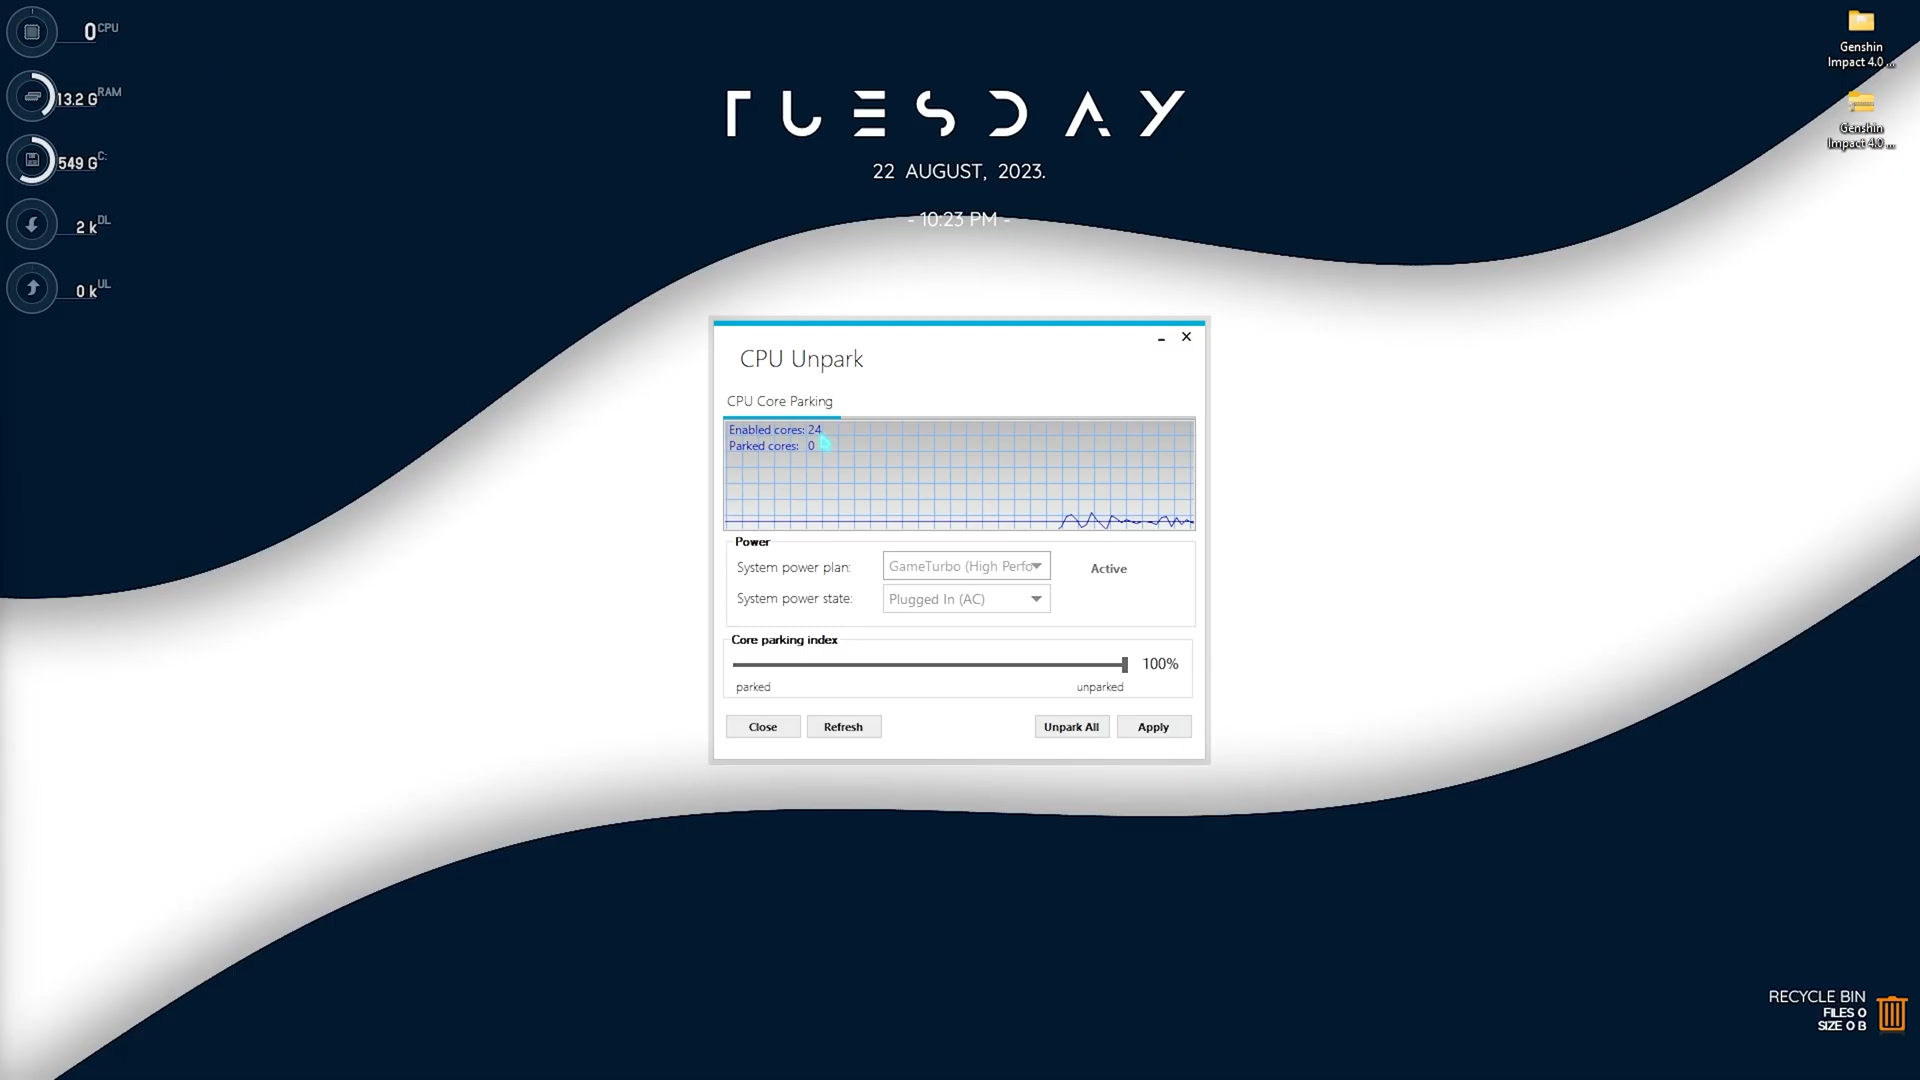 0 CPU
13.2 G RAM
549 G C:
2 k DL
0 k UL
TUESDAY
22 AUGUST, 2023.
- 10:23 PM -
Genshin
Impact 4.0 ...
Genshin
Impact 4.0 ...
CPU Unpark
CPU Core Parking
Enabled cores: 24
Parked cores: 0
Power
System power plan: GameTurbo (High Perfo Active
System power state: Plugged In (AC)
Core parking index
100%
parked unparked
Close Refresh Unpark All Apply
RECYCLE BIN
FILES 0
SIZE 0 B